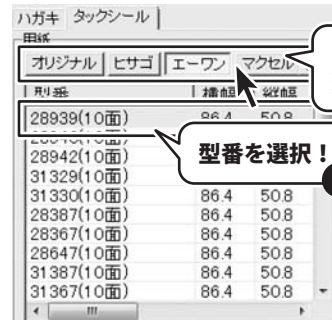 ハガキ タックシール
用紙
オリジナル ヒサゴ エーワン マクセル
型番 横幅 縦幅
28939(10面) 86.4 50.8
型番を選択！
28942(10面)
31329(10面)
31330(10面) 86.4 50.8
28387(10面) 86.4 50.8
28367(10面) 86.4 50.8
28647(10面) 86.4 50.8
31387(10面) 86.4 50.8
31367(10面) 86.4 50.8